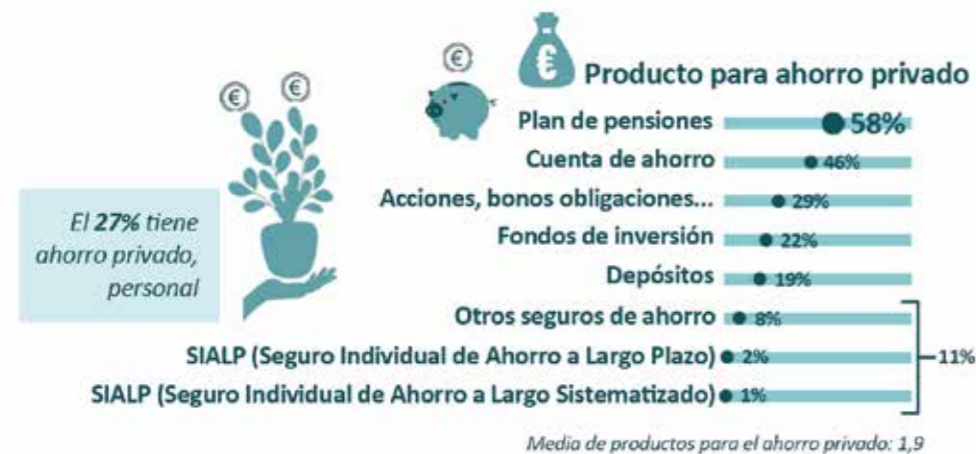 Producto para ahorro privado
Plan de pensiones 58%
Cuenta de ahorro 46%
Acciones, bonos obligaciones... 29%
Fondos de inversión 22%
Depósitos 19%
Otros seguros de ahorro 8%
SIALP (Seguro Individual de Ahorro a Largo Plazo) 2%
SIALP (Seguro Individual de Ahorro a Largo Sistematizado) 1%
11%
El 27% tiene
ahorro privado,
personal
Media de productos para el ahorro privado: 1,9